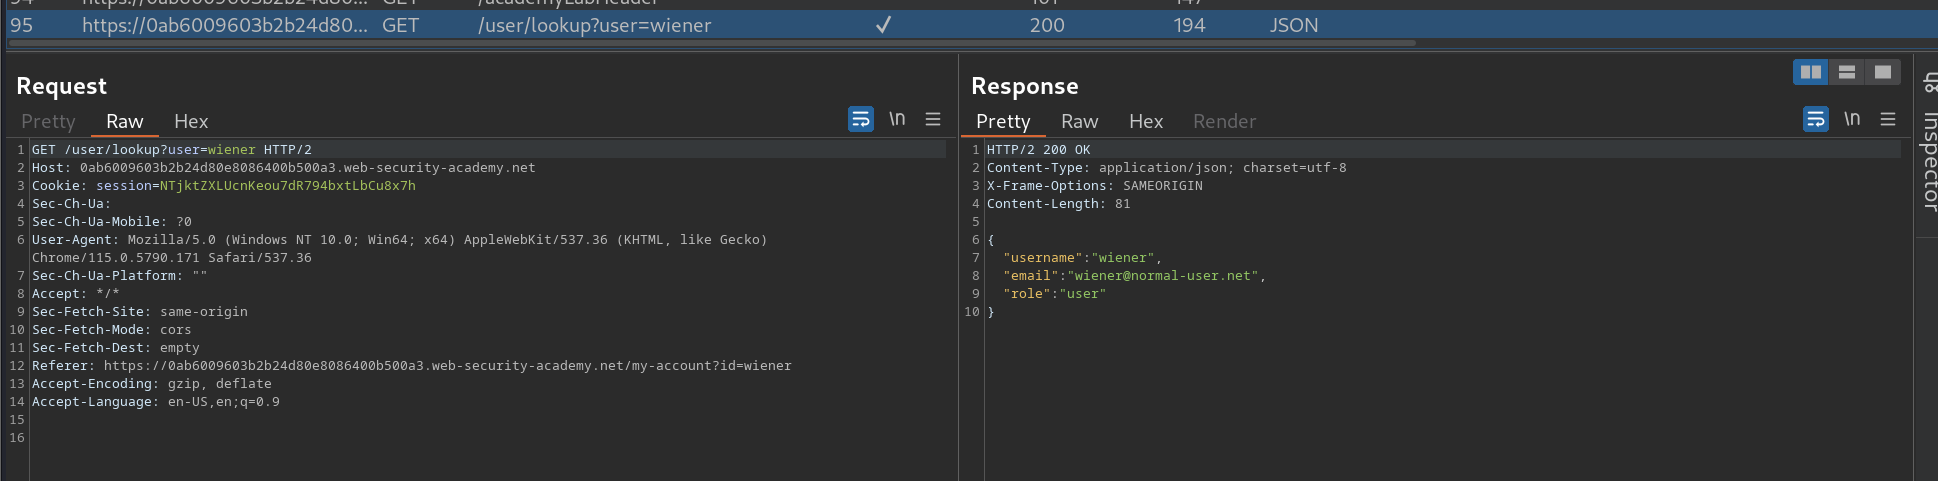 95 https://0ab6009603b2b24d80... GET /user/lookup?user=wiener ✓ 200 194 JSON
Request
Pretty Raw Hex
\n
1 GET /user/lookup?user=wiener HTTP/2
2 Host: 0ab6009603b2b24d80e8086400b500a3.web-security-academy.net
3 Cookie: session=NTjktZXLUcnKeou7dR794bxtLbCu8x7h
4 Sec-Ch-Ua:
5 Sec-Ch-Ua-Mobile: ?0
6 User-Agent: Mozilla/5.0 (Windows NT 10.0; Win64; x64) AppleWebKit/537.36 (KHTML, like Gecko)
Chrome/115.0.5790.171 Safari/537.36
7 Sec-Ch-Ua-Platform: ""
8 Accept: */*
9 Sec-Fetch-Site: same-origin
10 Sec-Fetch-Mode: cors
11 Sec-Fetch-Dest: empty
12 Referer: https://0ab6009603b2b24d80e8086400b500a3.web-security-academy.net/my-account?id=wiener
13 Accept-Encoding: gzip, deflate
14 Accept-Language: en-US,en;q=0.9
15
16
Response
Pretty Raw Hex Render
\n
1 HTTP/2 200 OK
2 Content-Type: application/json; charset=utf-8
3 X-Frame-Options: SAMEORIGIN
4 Content-Length: 81
5
6 {
7 "username":"wiener",
8 "email":"wiener@normal-user.net",
9 "role":"user"
10 }
Inspector